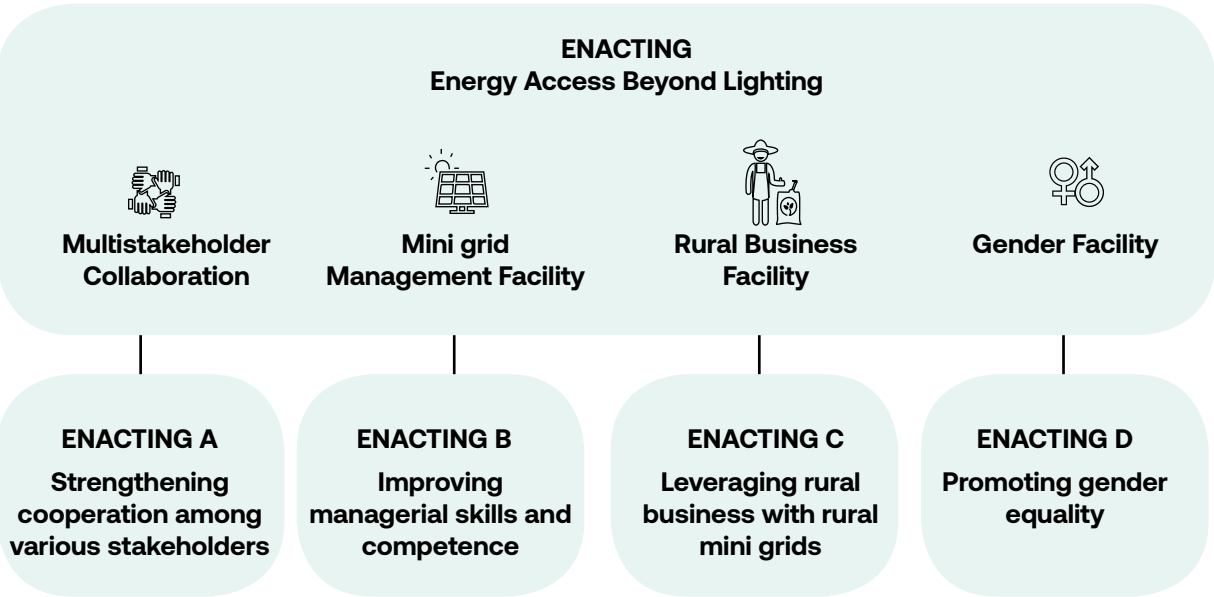 ENACTING
Energy Access Beyond Lighting
Multistakeholder
Collaboration
Mini grid
Management Facility
Rural Business
Facility
Gender Facility
ENACTING A
Strengthening
cooperation among
various stakeholders
ENACTING B
Improving
managerial skills and
competence
ENACTING C
Leveraging rural
business with rural
mini grids
ENACTING D
Promoting gender
equality